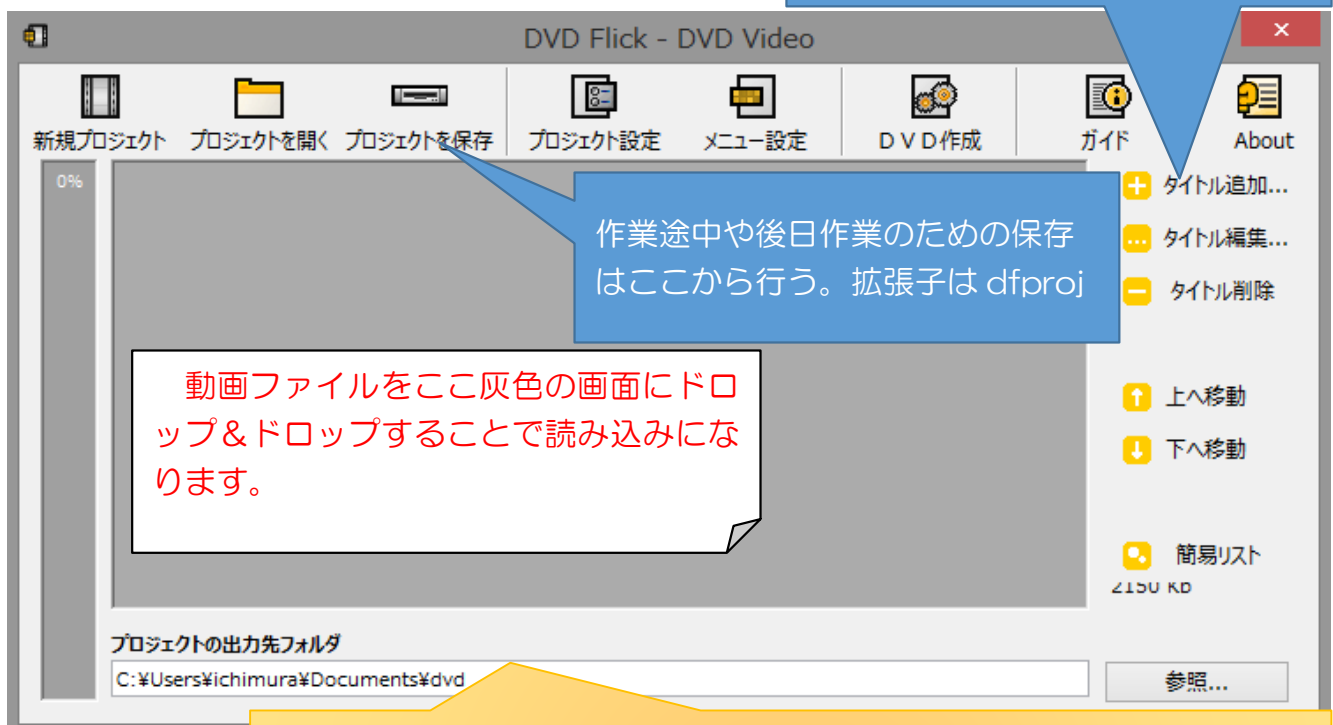 DVD Flick - DVD Video
新規プロジェクト プロジェクトを開く プロジェクトを保存 プロジェクト設定 メニュー設定 ＤＶＤ作成 ガイド About
0%
タイトル追加...
タイトル編集...
タイトル削除
作業途中や後日作業のための保存
はここから行う。拡張子は dfproj
動画ファイルをここ灰色の画面にドロ
ップ＆ドロップすることで読み込みにな
ります。
上へ移動
下へ移動
簡易リスト
2150 Kb
プロジェクトの出力先フォルダ
C:¥Users¥ichimura¥Documents¥dvd
参照...